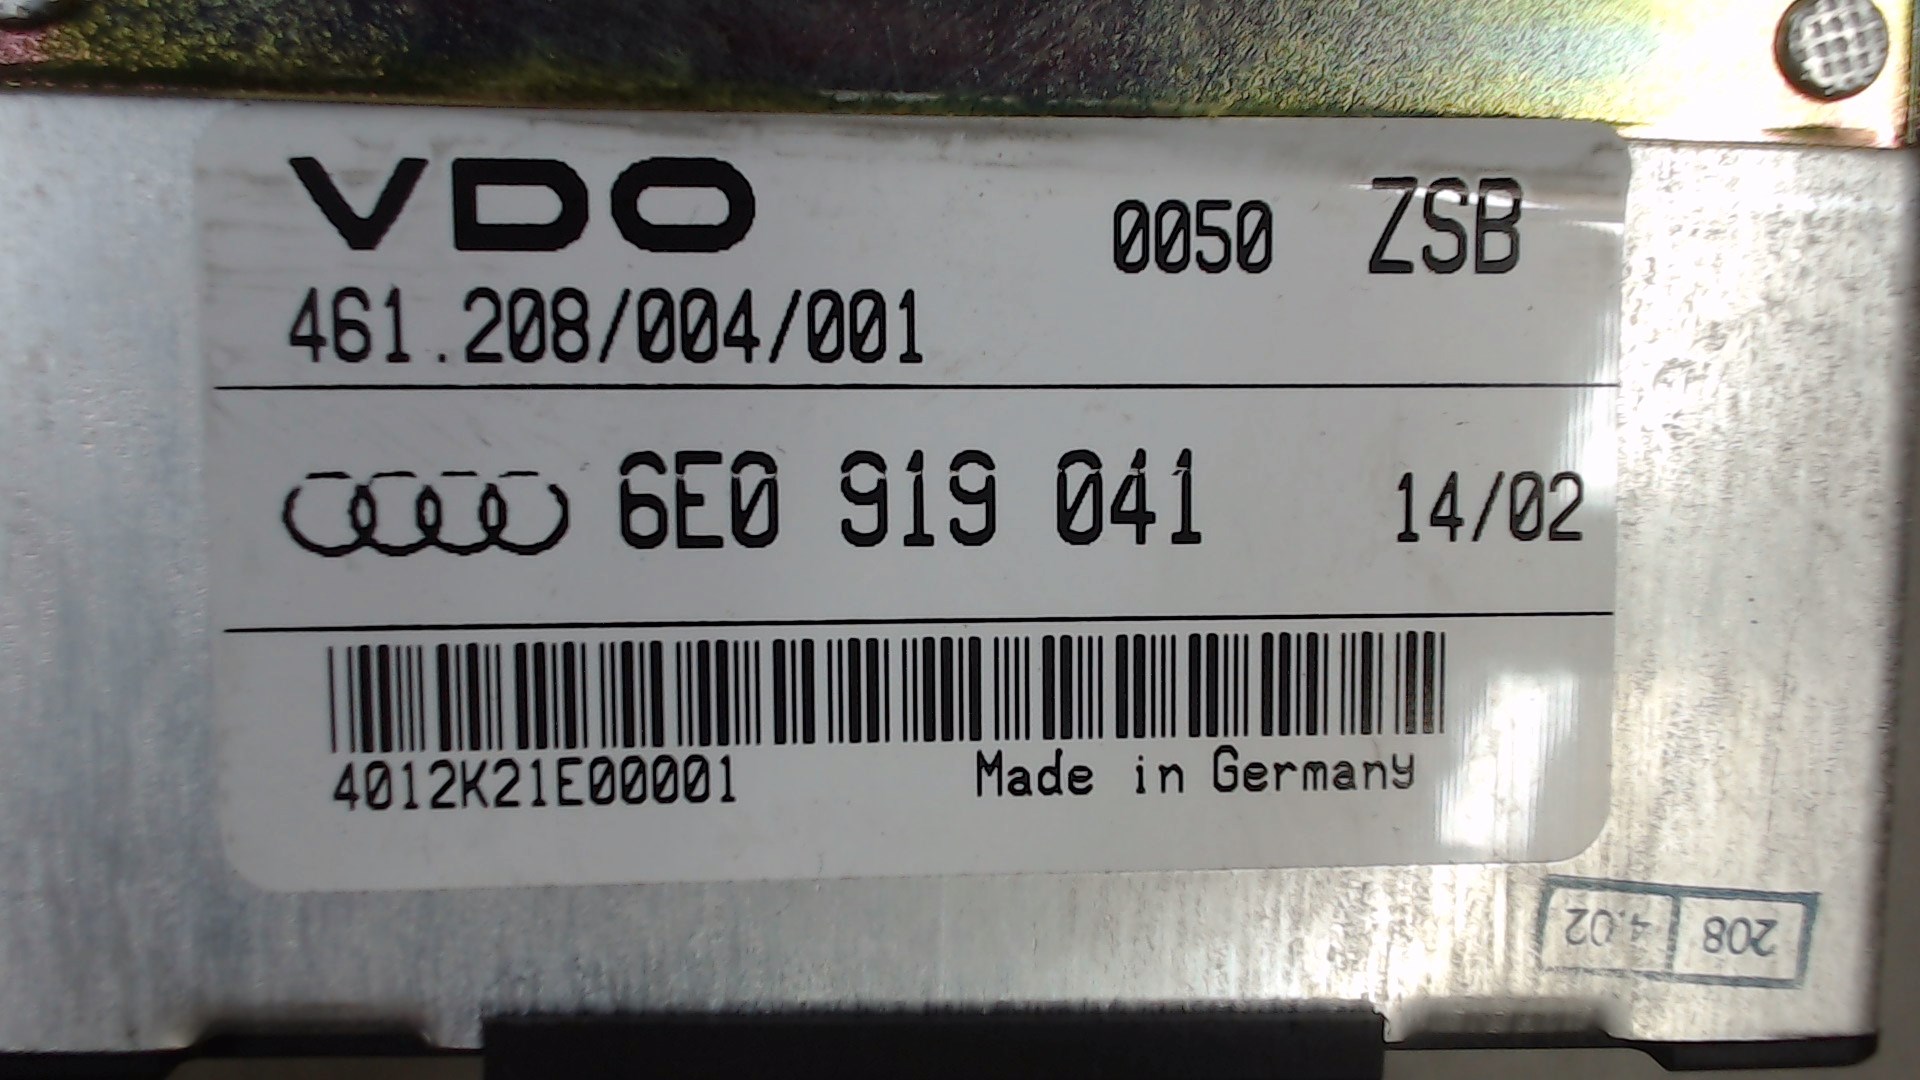 VDO
0050 ZSB
461.208/004/001
6E0 919 041 14/02
4012K21E00001 Made in Germany
208 4.02